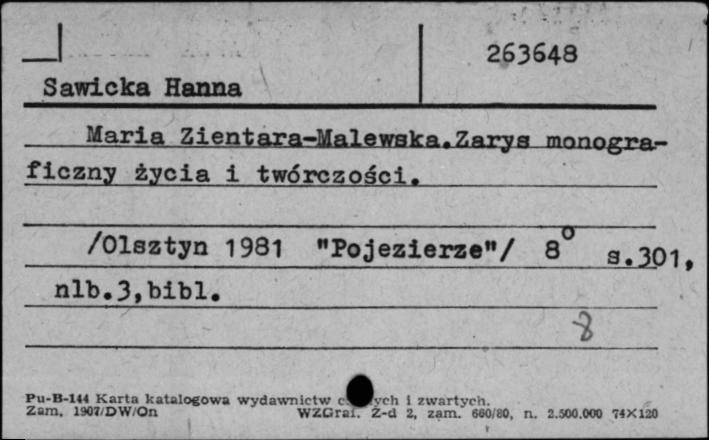 263648
Sawicka Hanna
Maria Zientara-Malewska.Zarys monogra-
ficzny życia i twórczości.
/Olsztyn 1981 "Pojezierze"/ 8° s.301,
nlb.3,bibl.
8
Pu-B-144 Karta katalogowa wydawnictw i zwartych.
Zam. 1907/DW/On WZGraf. Z-d 2, zam. 660/80, n. 2.500.000 74×120